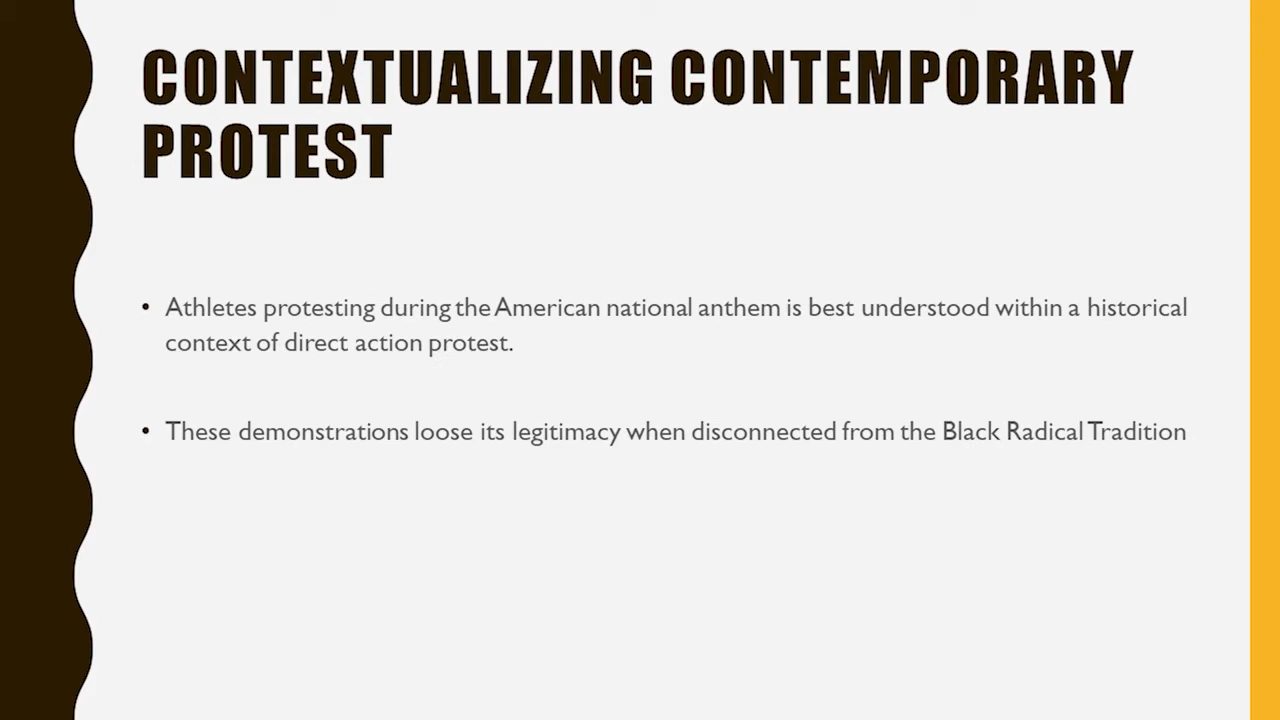 CONTEXTUALIZING CONTEMPORARY
PROTEST
• Athletes protesting during the American national anthem is best understood within a historical
context of direct action protest.
• These demonstrations loose its legitimacy when disconnected from the Black Radical Tradition